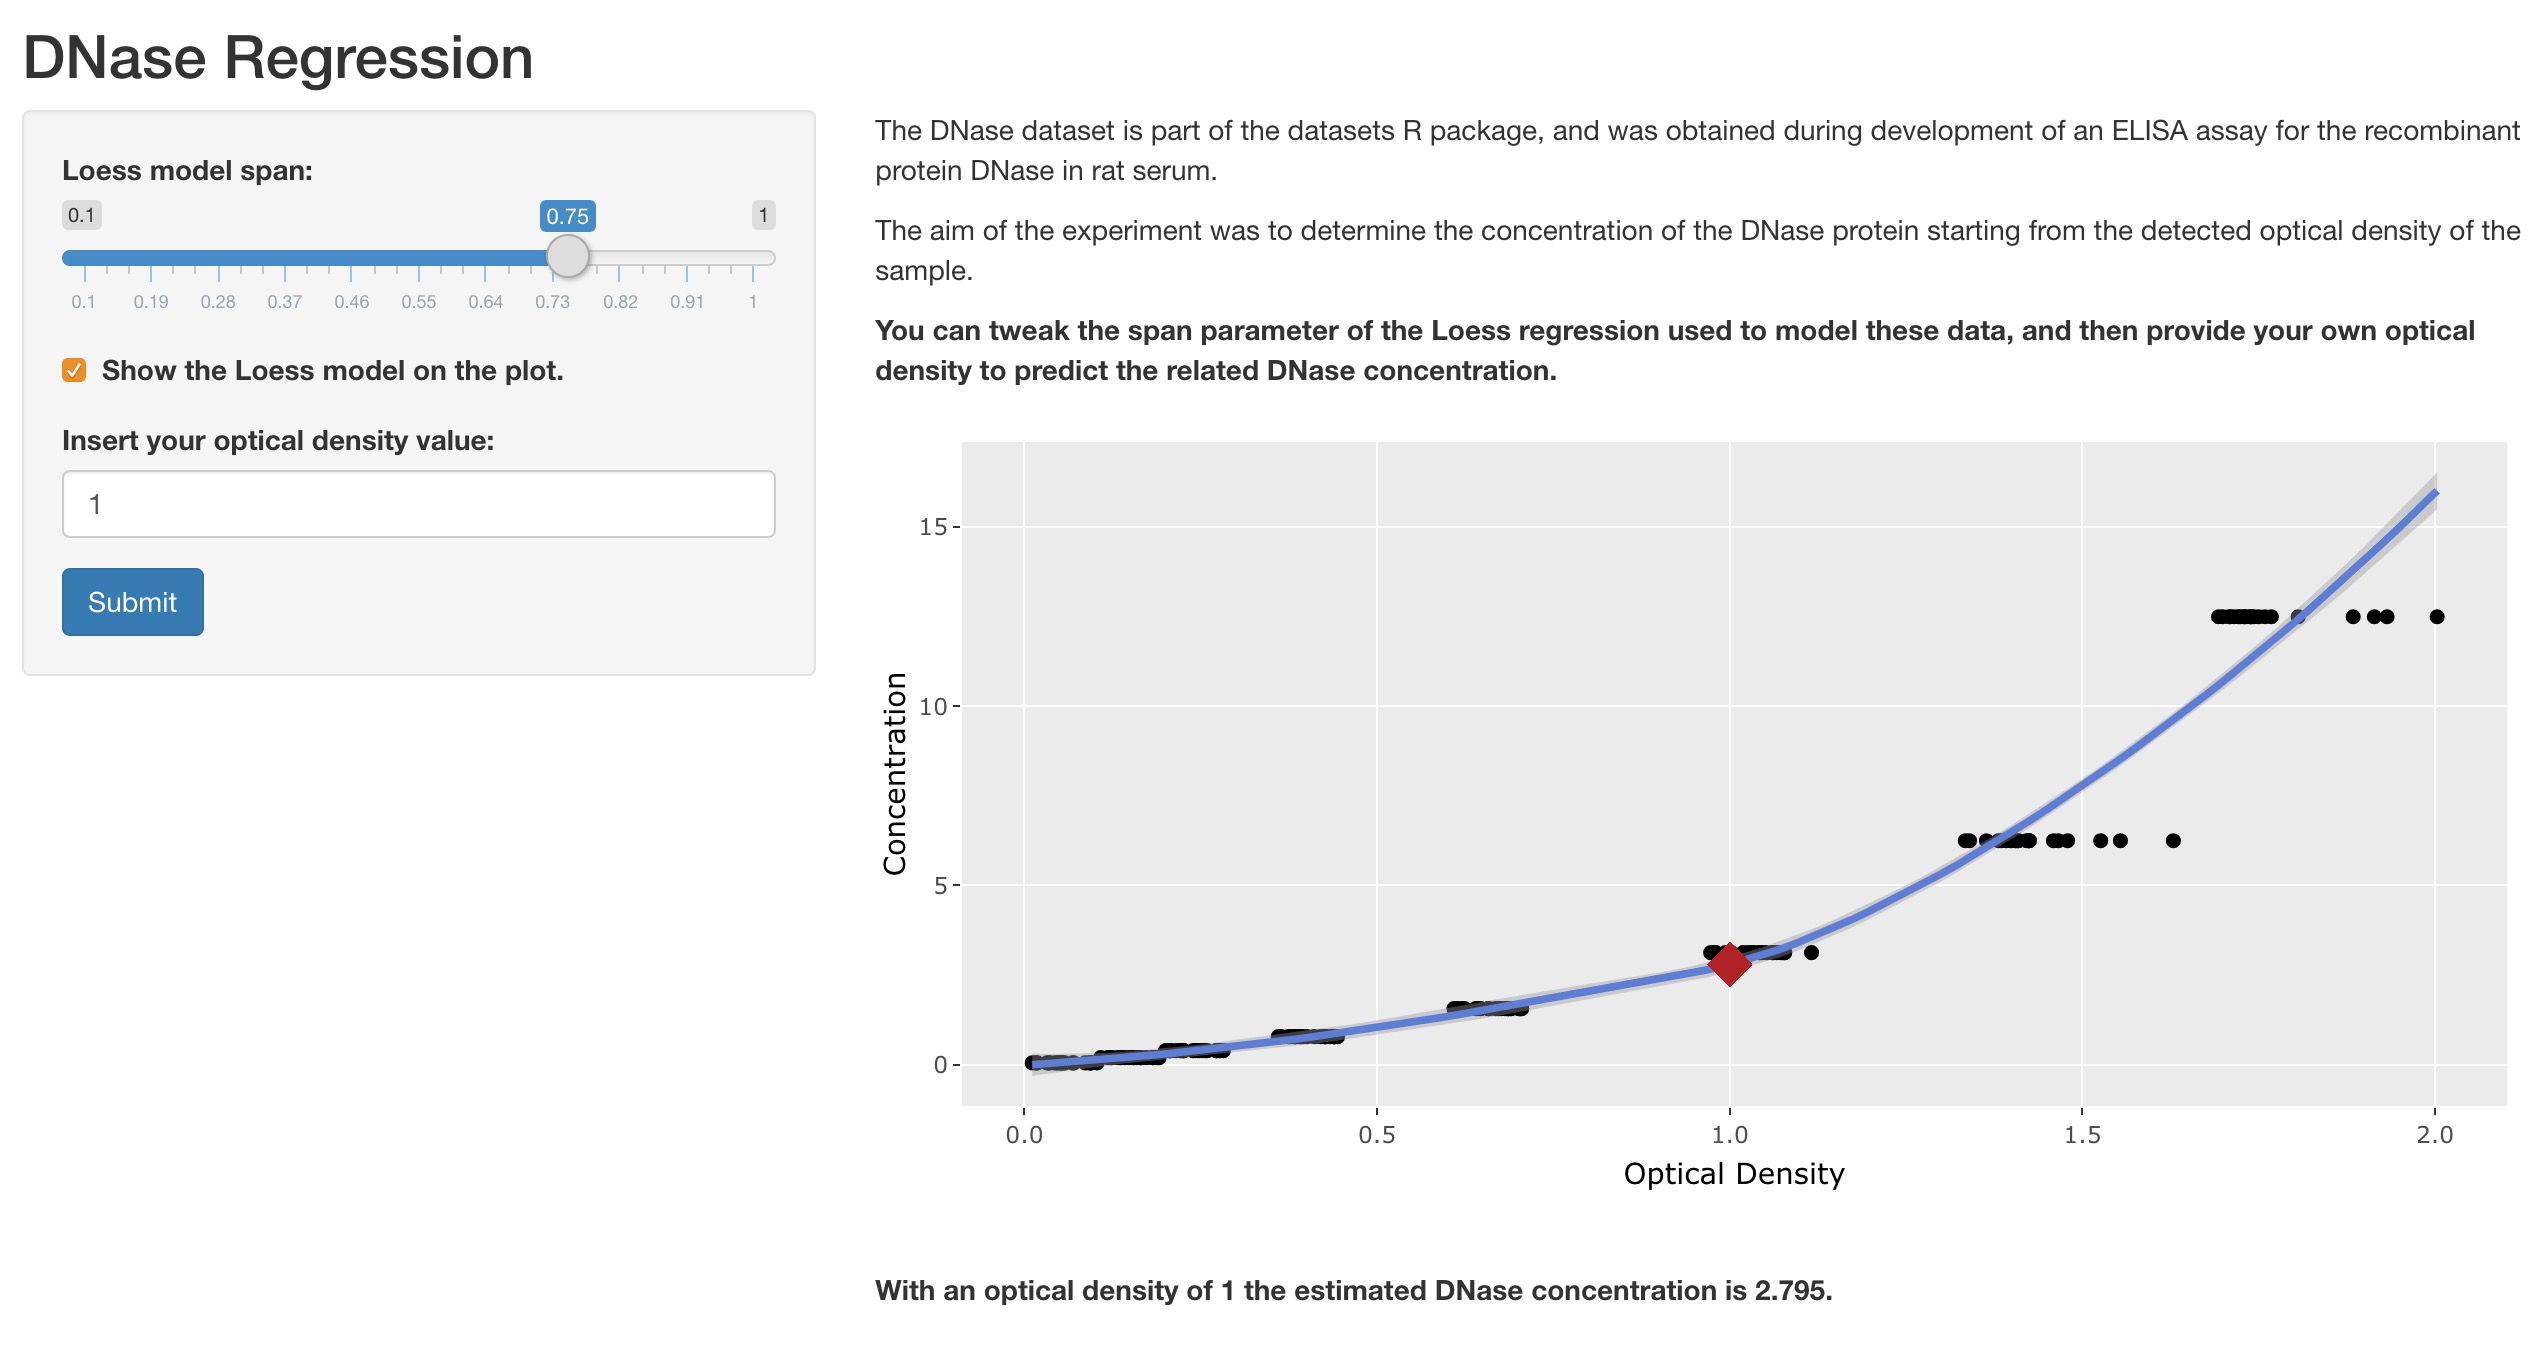 DNase Regression
Loess model span:
0.1 0.75 1
0.1 0.19 0.28 0.37 0.46 0.55 0.64 0.73 0.82 0.91 1
Show the Loess model on the plot.
Insert your optical density value:
1
Submit
The DNase dataset is part of the datasets R package, and was obtained during development of an ELISA assay for the recombinant
protein DNase in rat serum.
The aim of the experiment was to determine the concentration of the DNase protein starting from the detected optical density of the
sample.
You can tweak the span parameter of the Loess regression used to model these data, and then provide your own optical
density to predict the related DNase concentration.
Concentration
15
10
5
0
0.0 0.5 1.0 1.5 2.0
Optical Density
With an optical density of 1 the estimated DNase concentration is 2.795.